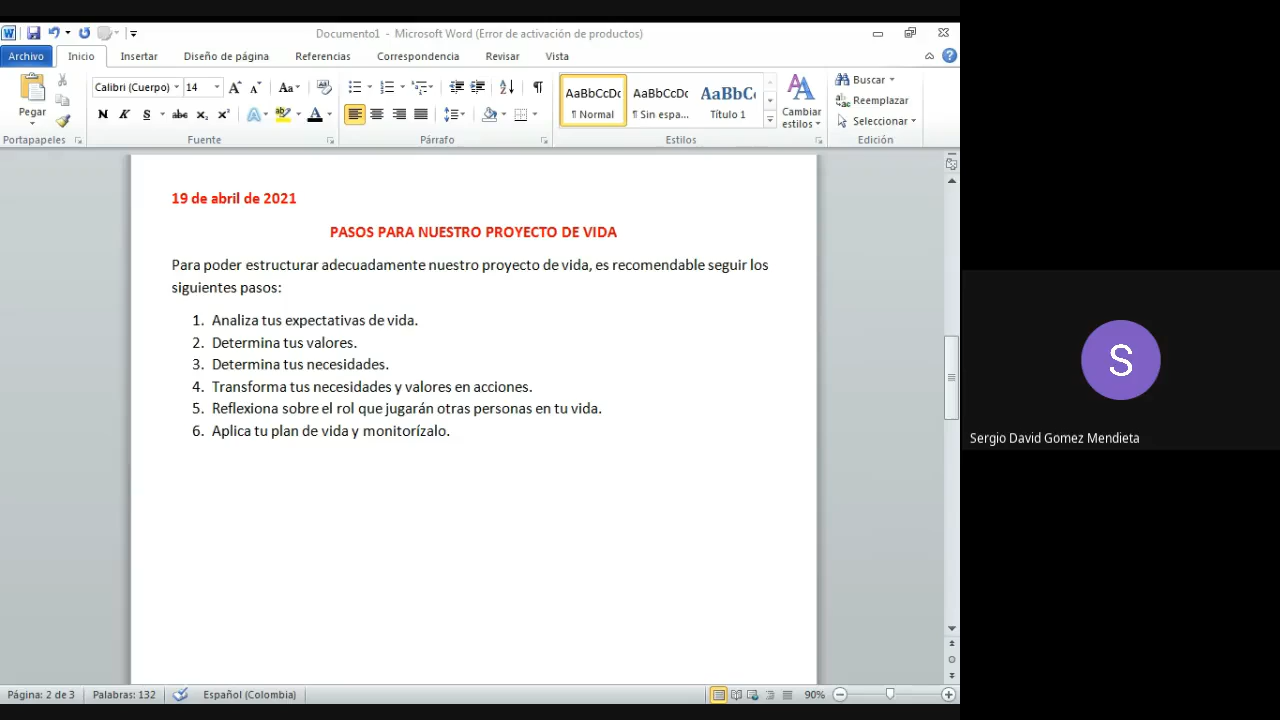 Documento1 - Microsoft Word (Error de activación de productos)
Archivo Inicio Insertar Diseño de página Referencias Correspondencia Revisar Vista
Pegar
Portapapeles
Calibri (Cuerpo) 14
Aa
N K S abc x₂ x² A ab A
Fuente
Párrafo
AaBbCcDc AaBbCcDc AaBbC
¶ Normal ¶ Sin espa... Título 1
Cambiar estilos
Estilos
Buscar
Reemplazar
Seleccionar
Edición
19 de abril de 2021
PASOS PARA NUESTRO PROYECTO DE VIDA
Para poder estructurar adecuadamente nuestro proyecto de vida, es recomendable seguir los
siguientes pasos:
1. Analiza tus expectativas de vida.
2. Determina tus valores.
3. Determina tus necesidades.
4. Transforma tus necesidades y valores en acciones.
5. Reflexiona sobre el rol que jugarán otras personas en tu vida.
6. Aplica tu plan de vida y monitorízalo.
Página: 2 de 3 Palabras: 132 Español (Colombia) 90%
S
Sergio David Gomez Mendieta